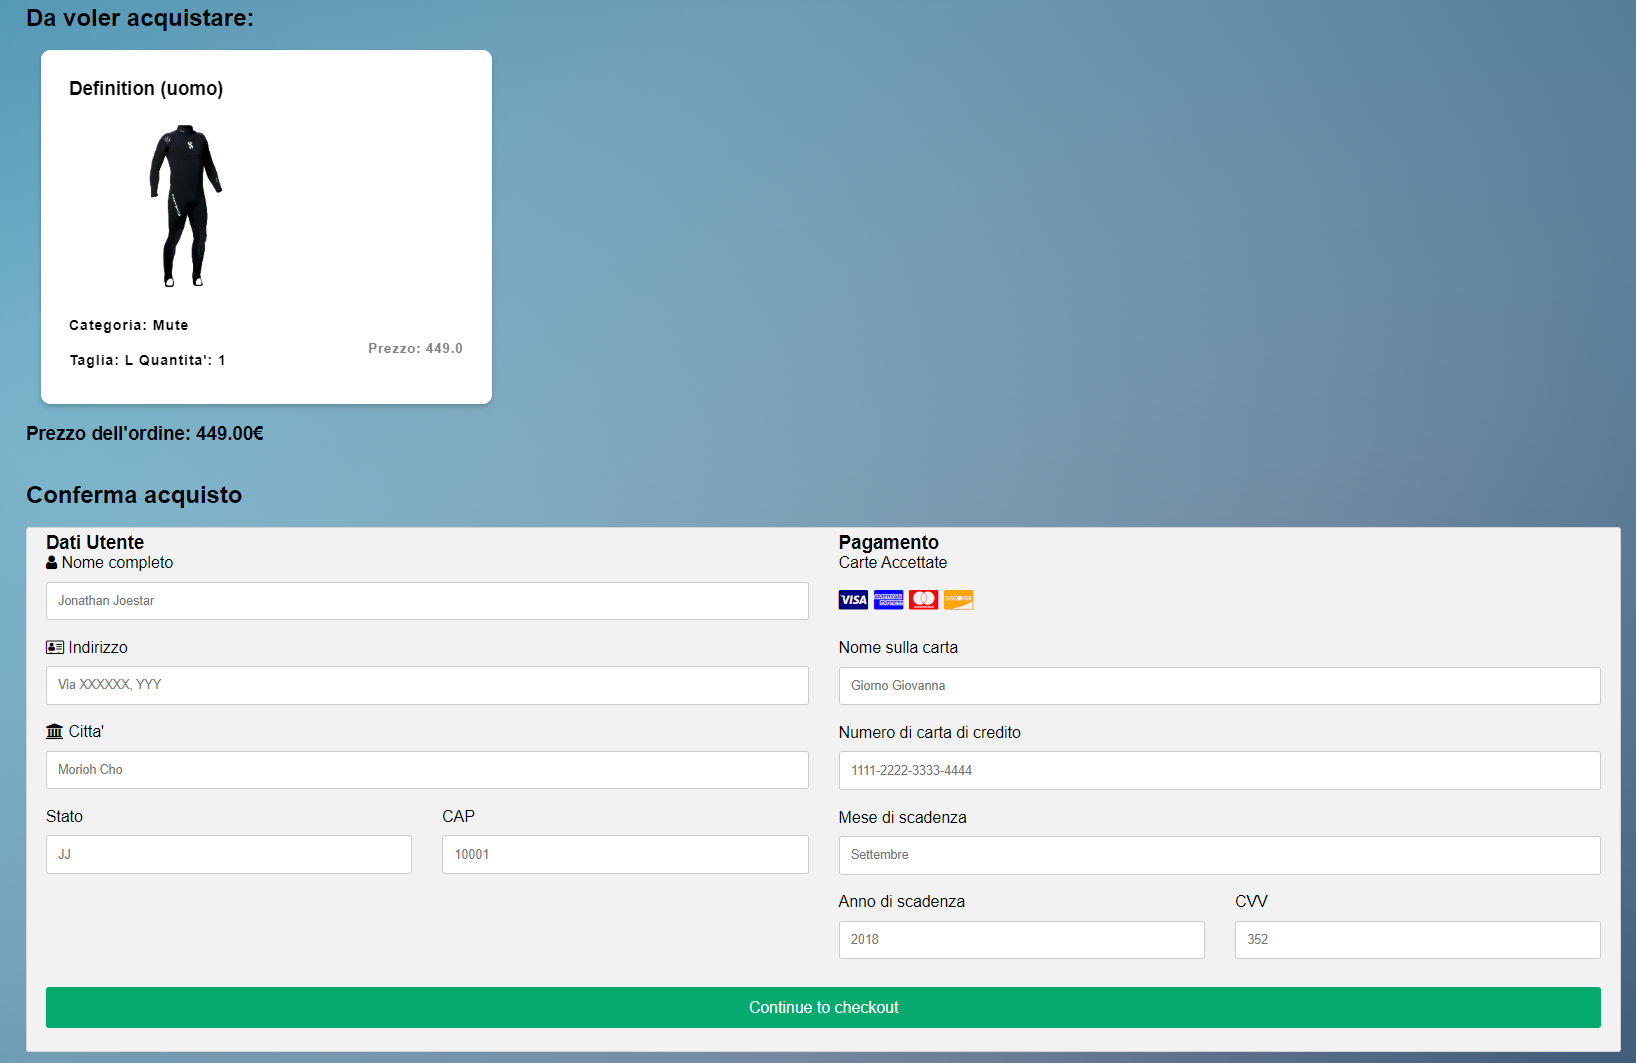 Da voler acquistare:
Definition (uomo)
S
Categoria: Mute
Taglia: L Quantita': 1
Prezzo: 449.0
Prezzo dell'ordine: 449.00€
Conferma acquisto
Dati Utente
Nome completo
Jonathan Joestar
Indirizzo
Via XXXXXX, YYY
Citta'
Morioh Cho
Stato
CAP
JJ
10001
Pagamento
Carte Accettate
VISA AMERICAN EXPRESS DISCOVER
Nome sulla carta
Giorno Giovanna
Numero di carta di credito
1111-2222-3333-4444
Mese di scadenza
Settembre
Anno di scadenza
CVV
2018
352
Continue to checkout